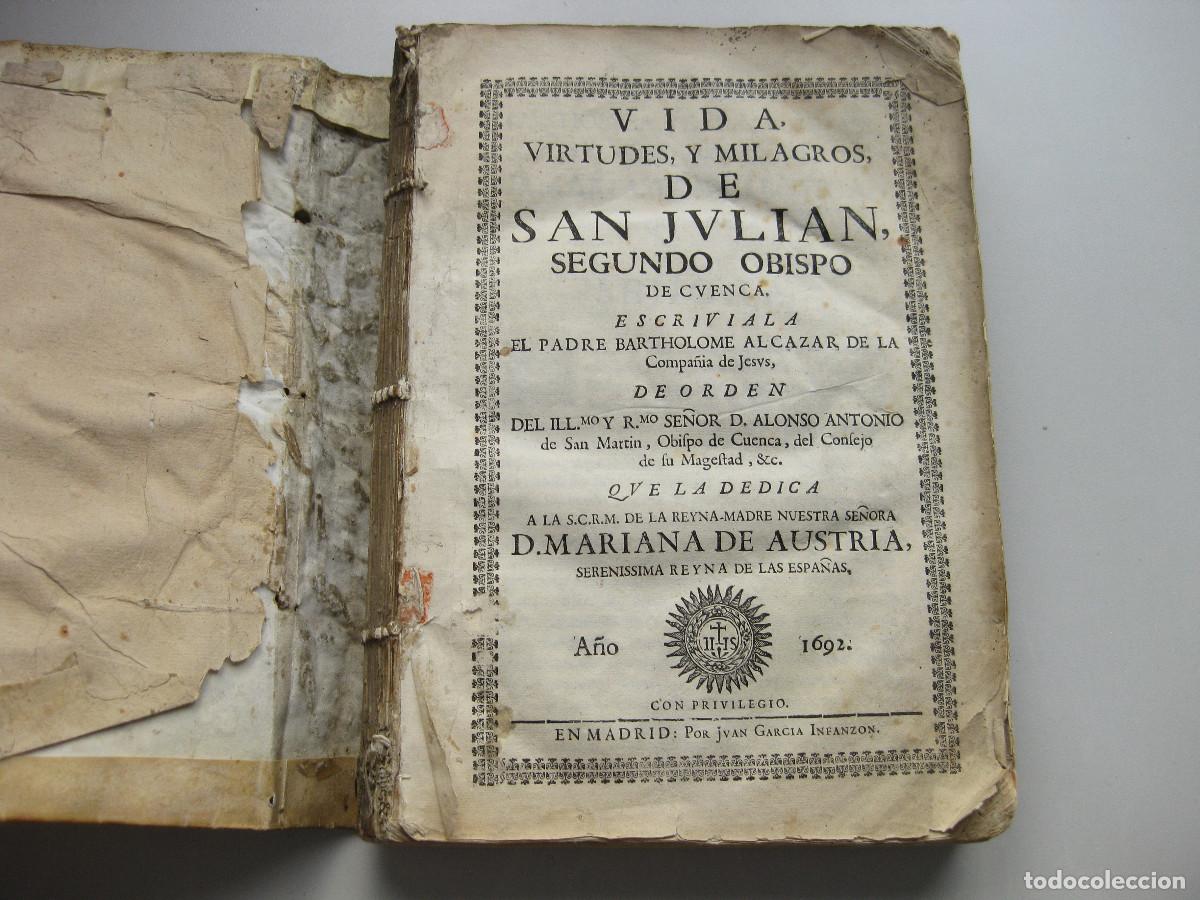 VIDA,
VIRTUDES, Y MILAGROS,
DE
SAN JVLIAN,
SEGUNDO OBISPO
DE CVENCA.
ESCRIVIALA
EL PADRE BARTHOLOME ALCAZAR, DE LA
Compañia de Jesvs,
DE ORDEN
DEL ILL.MO Y R.MO SEÑOR D. ALONSO ANTONIO
de San Martin, Obiſpo de Cuenca, del Conſejo
de ſu Mageſtad, &c.
QVE LA DEDICA
A LA S.C.R.M. DE LA REYNA-MADRE NUESTRA SEÑORA
D. MARIANA DE AUSTRIA,
SERENISSIMA REYNA DE LAS ESPAÑAS.
Año IHS 1692.
CON PRIVILEGIO.
EN MADRID: POR JVAN GARCIA INFANZON.
todocoleccion